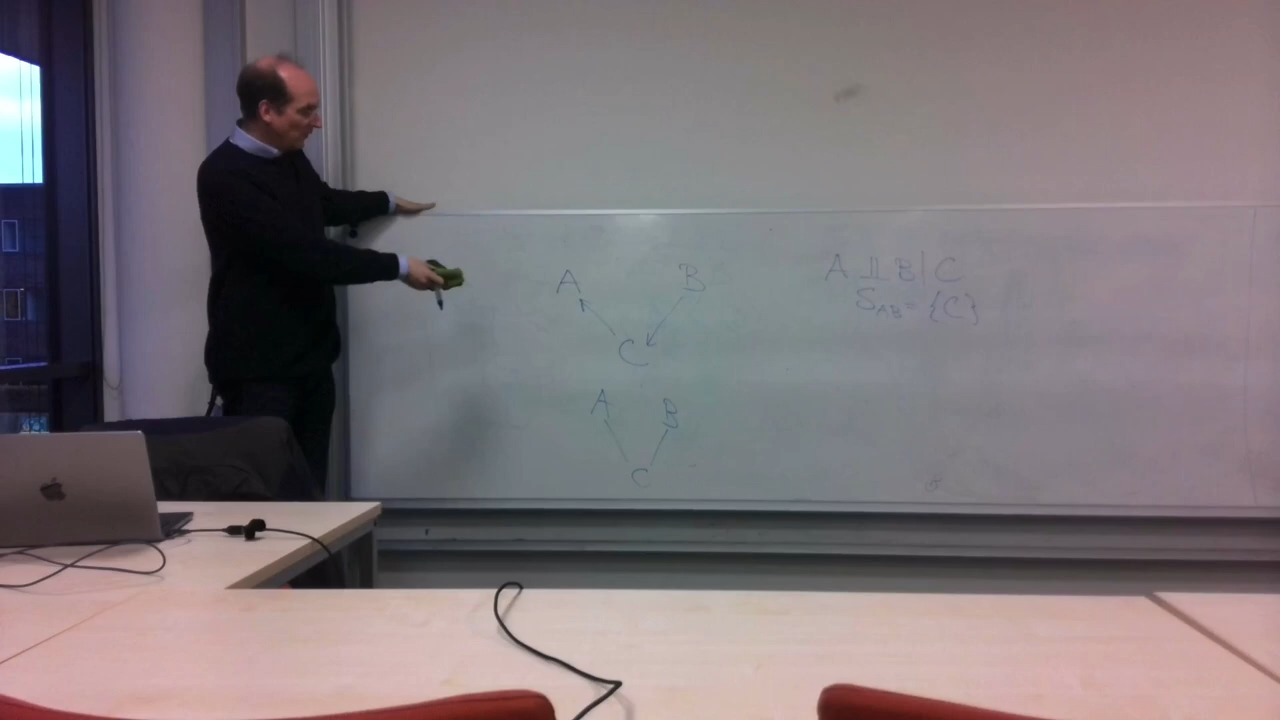 A B
C
A B
C
A ⫫ B | C
S_AB = {C}